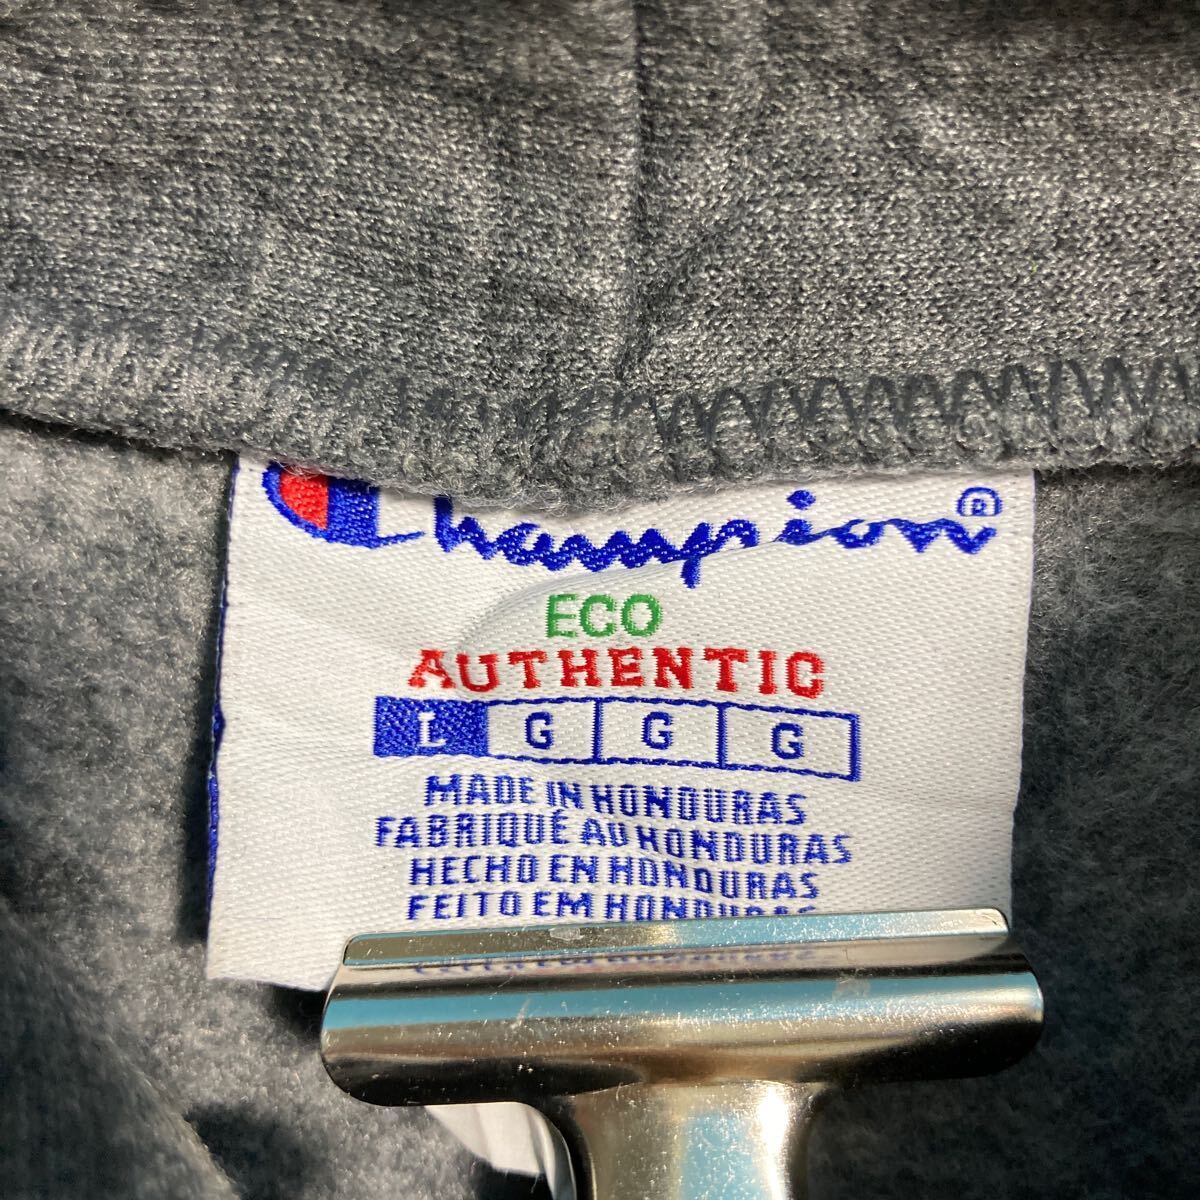 Champion®
ECO
AUTHENTIC
L G G G
MADE IN HONDURAS
FABRIQUÉ AU HONDURAS
HECHO EN HONDURAS
FEITO EM HONDURAS